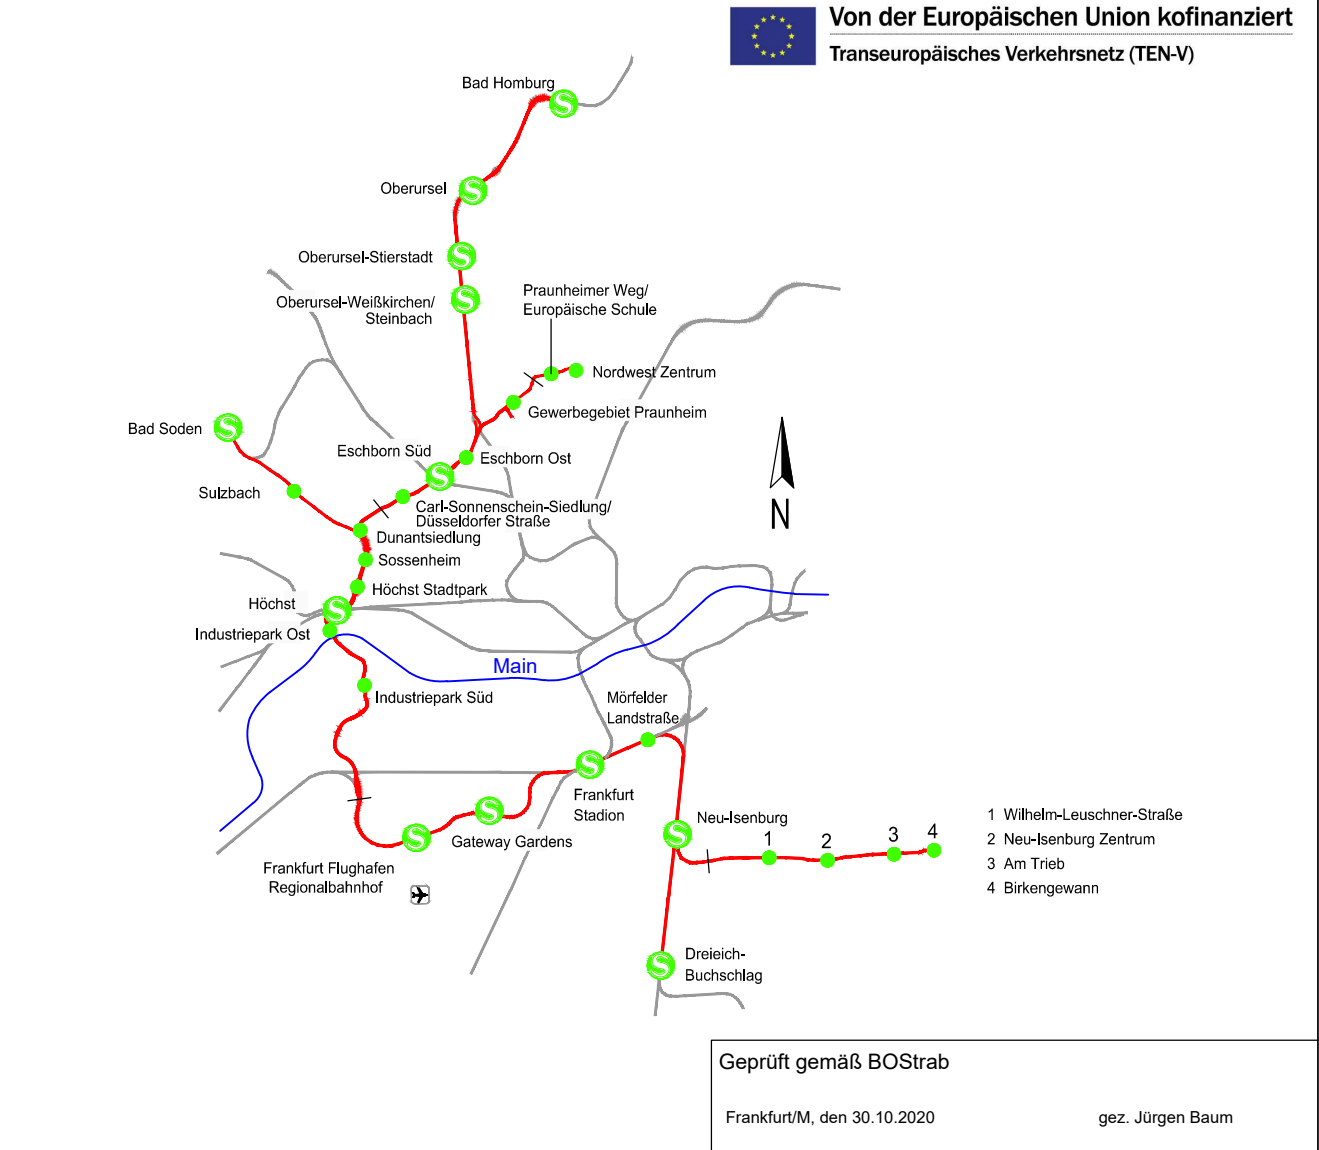 Von der Europäischen Union kofinanziert
Transeuropäisches Verkehrsnetz (TEN-V)
Bad Homburg
S
Oberursel
S
Oberursel-Stierstadt
S
Oberursel-Weißkirchen/
Steinbach
S
Praunheimer Weg/
Europäische Schule
Nordwest Zentrum
Gewerbegebiet Praunheim
Bad Soden
S
Eschborn Süd
S
Eschborn Ost
Sulzbach
Carl-Sonnenschein-Siedlung/
Düsseldorfer Straße
N
Dunantsiedlung
Sossenheim
Höchst Stadtpark
Höchst
S
Industriepark Ost
Main
Industriepark Süd
Mörfelder
Landstraße
S
Frankfurt
Stadion
S
Gateway Gardens
S
Frankfurt Flughafen
Regionalbahnhof
Neu-Isenburg
S
1
2
3
4
1 Wilhelm-Leuschner-Straße
2 Neu-Isenburg Zentrum
3 Am Trieb
4 Birkengewann
S
Dreieich-
Buchschlag
Geprüft gemäß BOStrab
Frankfurt/M, den 30.10.2020 gez. Jürgen Baum